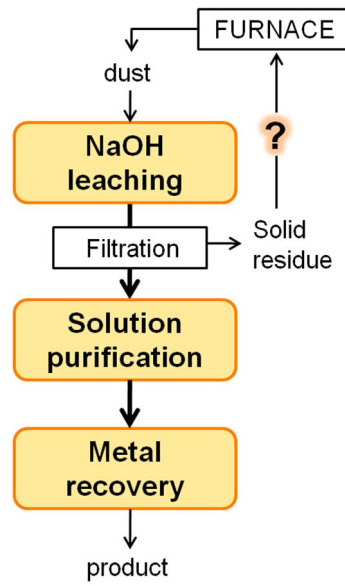 FURNACE
dust
?
NaOH
leaching
Filtration
Solid
residue
Solution
purification
Metal
recovery
product